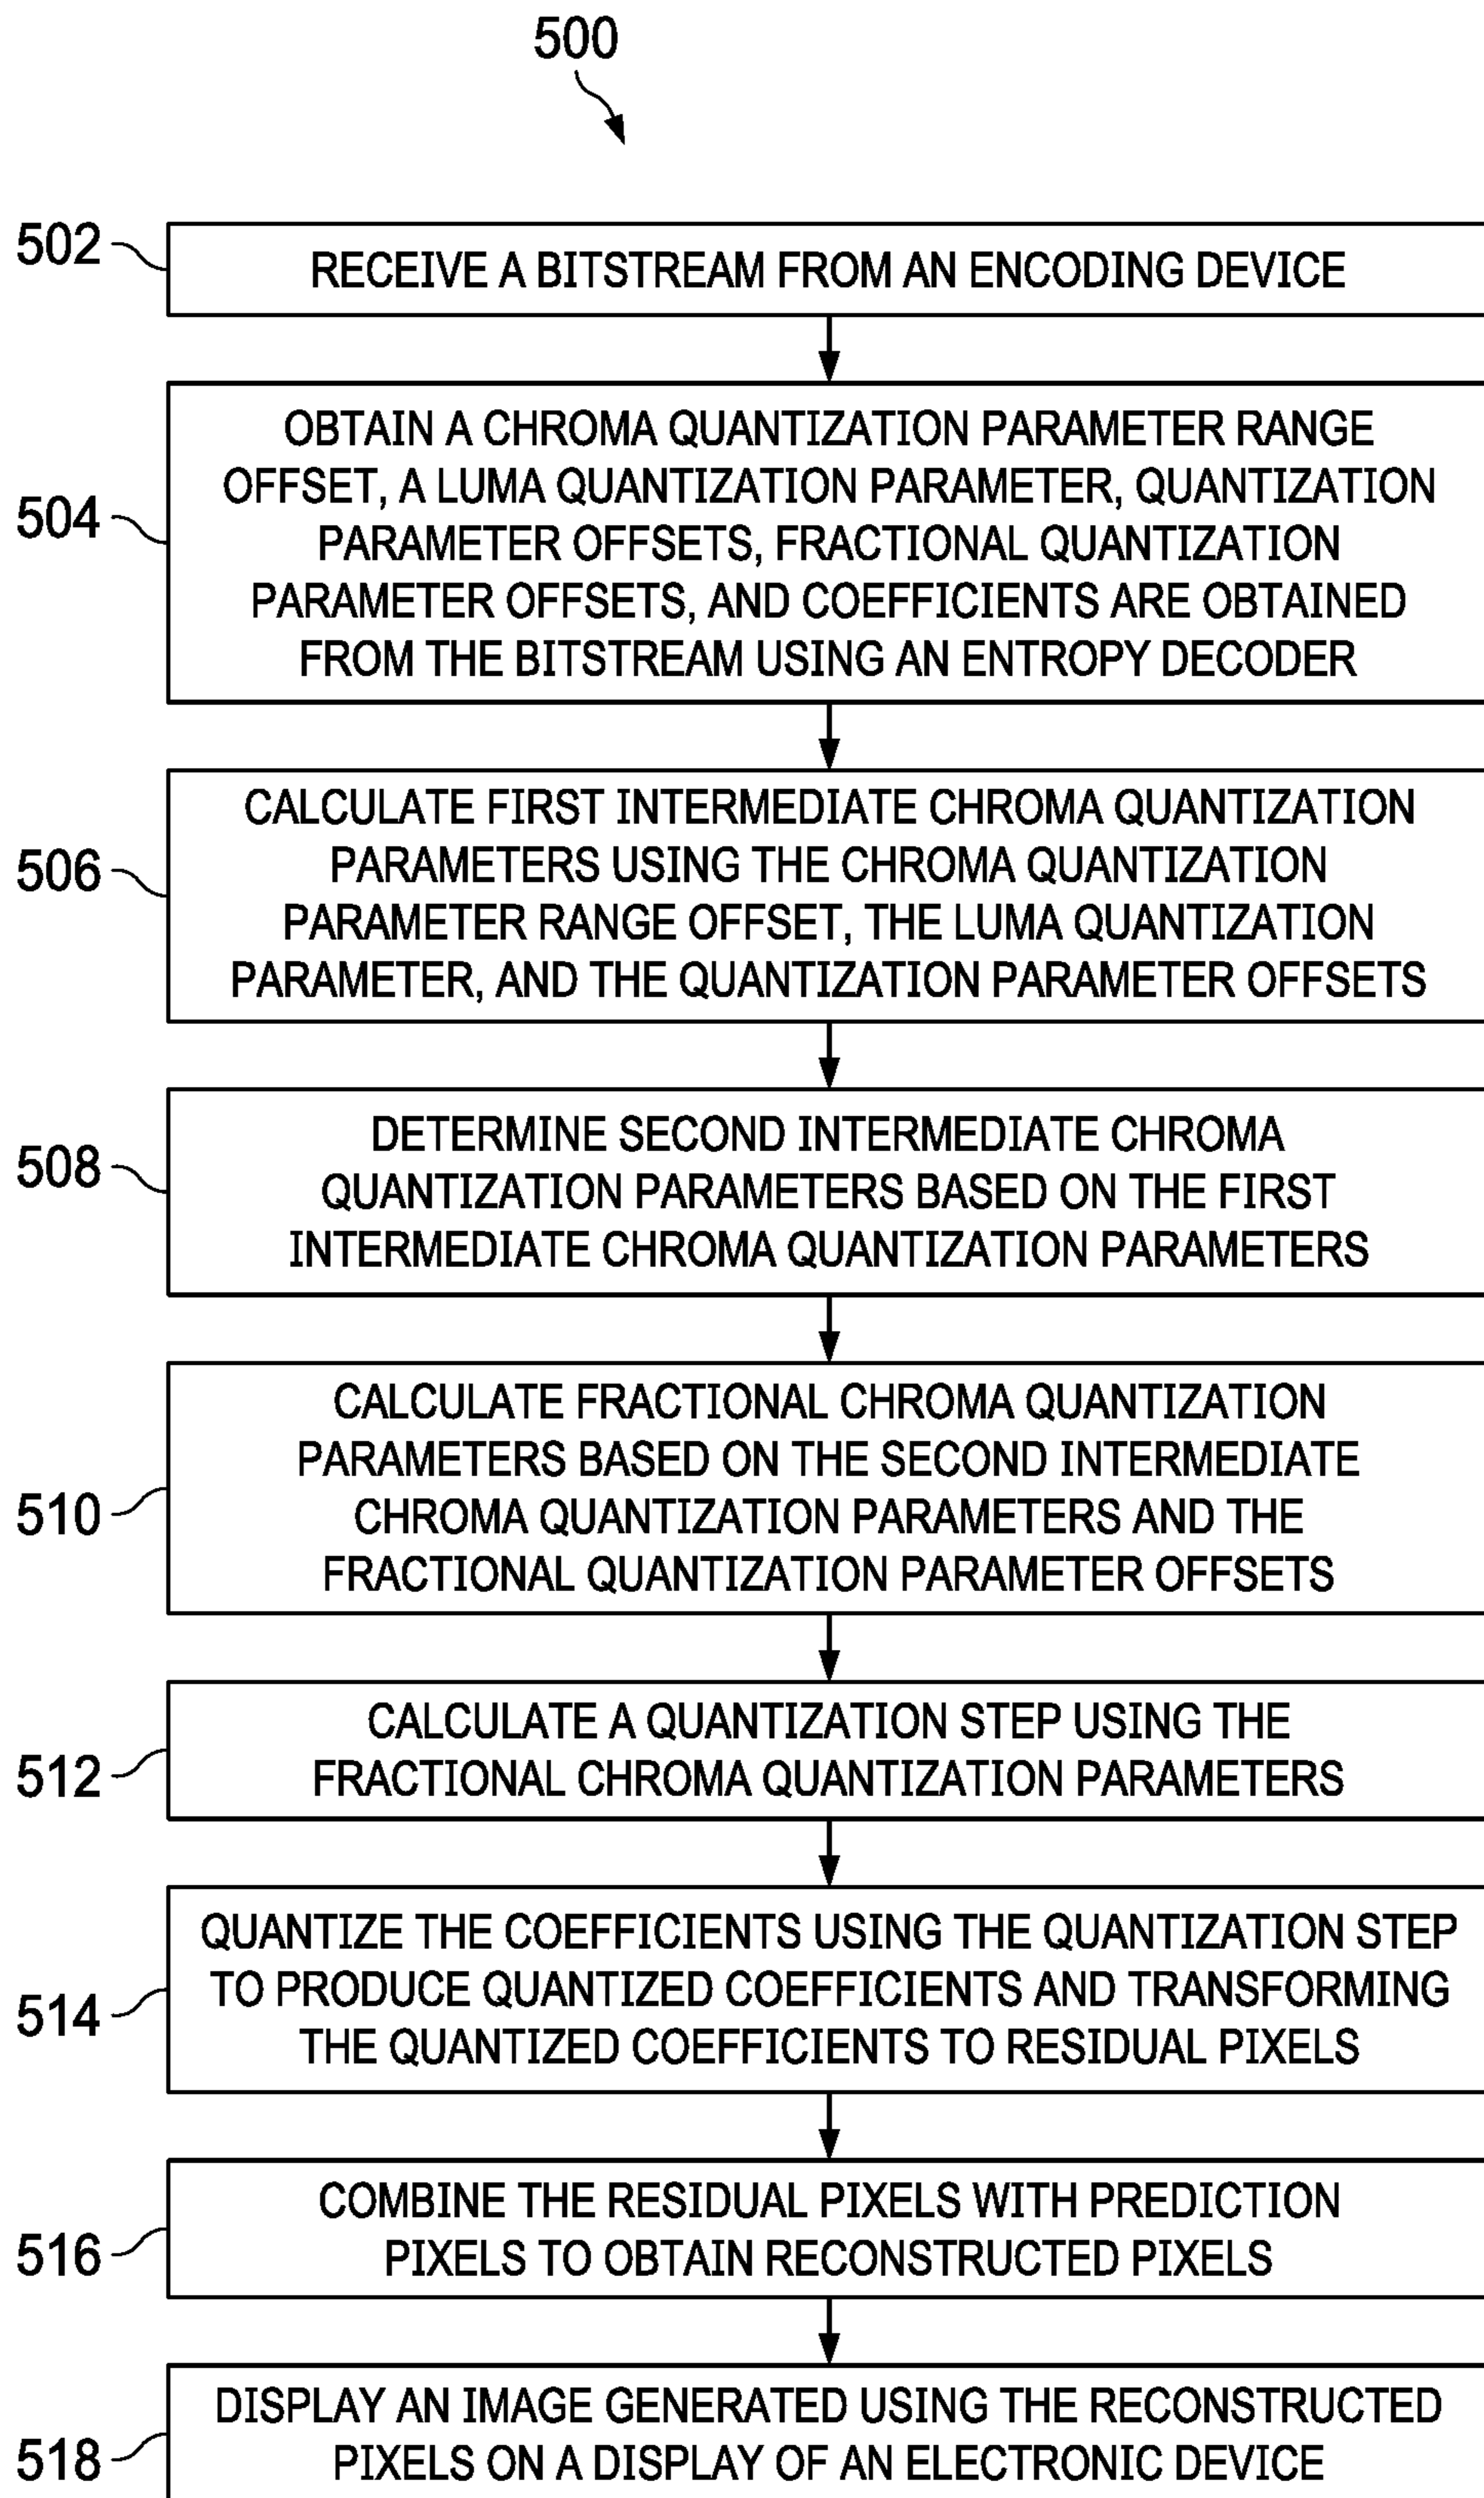 500
502
RECEIVE A BITSTREAM FROM AN ENCODING DEVICE
504
OBTAIN A CHROMA QUANTIZATION PARAMETER RANGE
OFFSET, A LUMA QUANTIZATION PARAMETER, QUANTIZATION
PARAMETER OFFSETS, FRACTIONAL QUANTIZATION
PARAMETER OFFSETS, AND COEFFICIENTS ARE OBTAINED
FROM THE BITSTREAM USING AN ENTROPY DECODER
506
CALCULATE FIRST INTERMEDIATE CHROMA QUANTIZATION
PARAMETERS USING THE CHROMA QUANTIZATION
PARAMETER RANGE OFFSET, THE LUMA QUANTIZATION
PARAMETER, AND THE QUANTIZATION PARAMETER OFFSETS
508
DETERMINE SECOND INTERMEDIATE CHROMA
QUANTIZATION PARAMETERS BASED ON THE FIRST
INTERMEDIATE CHROMA QUANTIZATION PARAMETERS
510
CALCULATE FRACTIONAL CHROMA QUANTIZATION
PARAMETERS BASED ON THE SECOND INTERMEDIATE
CHROMA QUANTIZATION PARAMETERS AND THE
FRACTIONAL QUANTIZATION PARAMETER OFFSETS
512
CALCULATE A QUANTIZATION STEP USING THE
FRACTIONAL CHROMA QUANTIZATION PARAMETERS
514
QUANTIZE THE COEFFICIENTS USING THE QUANTIZATION STEP
TO PRODUCE QUANTIZED COEFFICIENTS AND TRANSFORMING
THE QUANTIZED COEFFICIENTS TO RESIDUAL PIXELS
516
COMBINE THE RESIDUAL PIXELS WITH PREDICTION
PIXELS TO OBTAIN RECONSTRUCTED PIXELS
518
DISPLAY AN IMAGE GENERATED USING THE RECONSTRUCTED
PIXELS ON A DISPLAY OF AN ELECTRONIC DEVICE